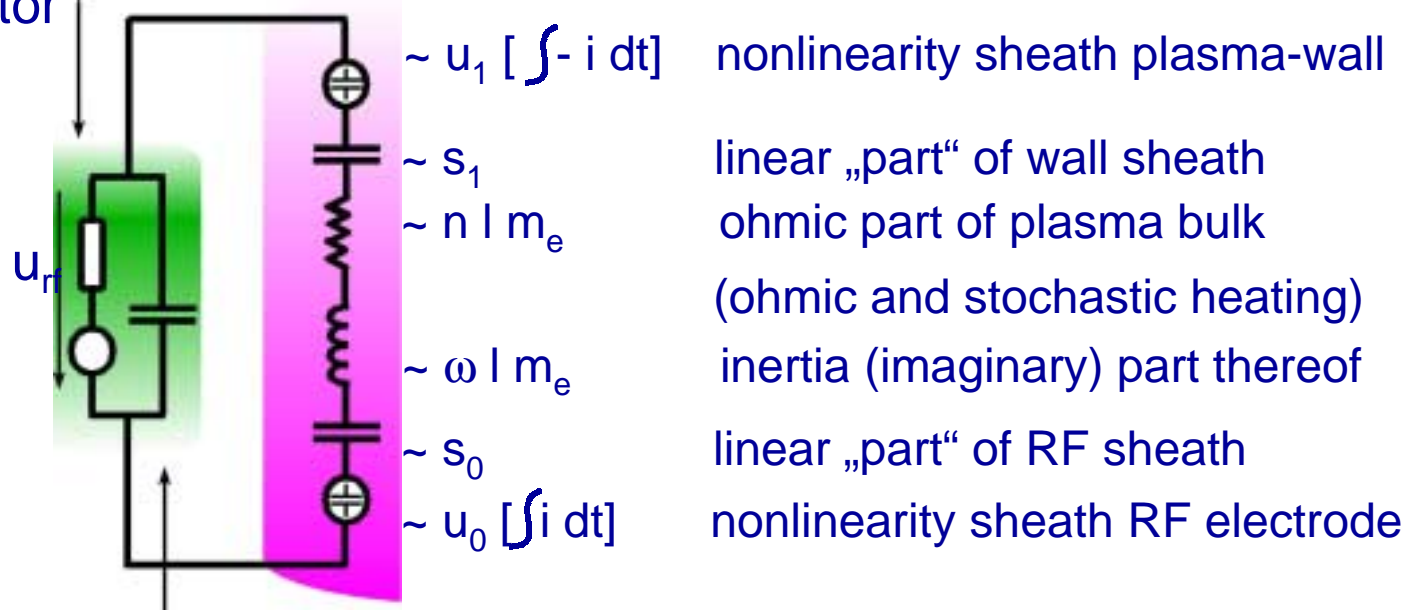 tor
~ u₁ [ ∫- i dt] nonlinearity sheath plasma-wall
~ s₁ linear „part“ of wall sheath
~ n l mₑ ohmic part of plasma bulk
u_rf
(ohmic and stochastic heating)
~ ω l mₑ inertia (imaginary) part thereof
~ s₀ linear „part“ of RF sheath
~ u₀ [∫i dt] nonlinearity sheath RF electrode